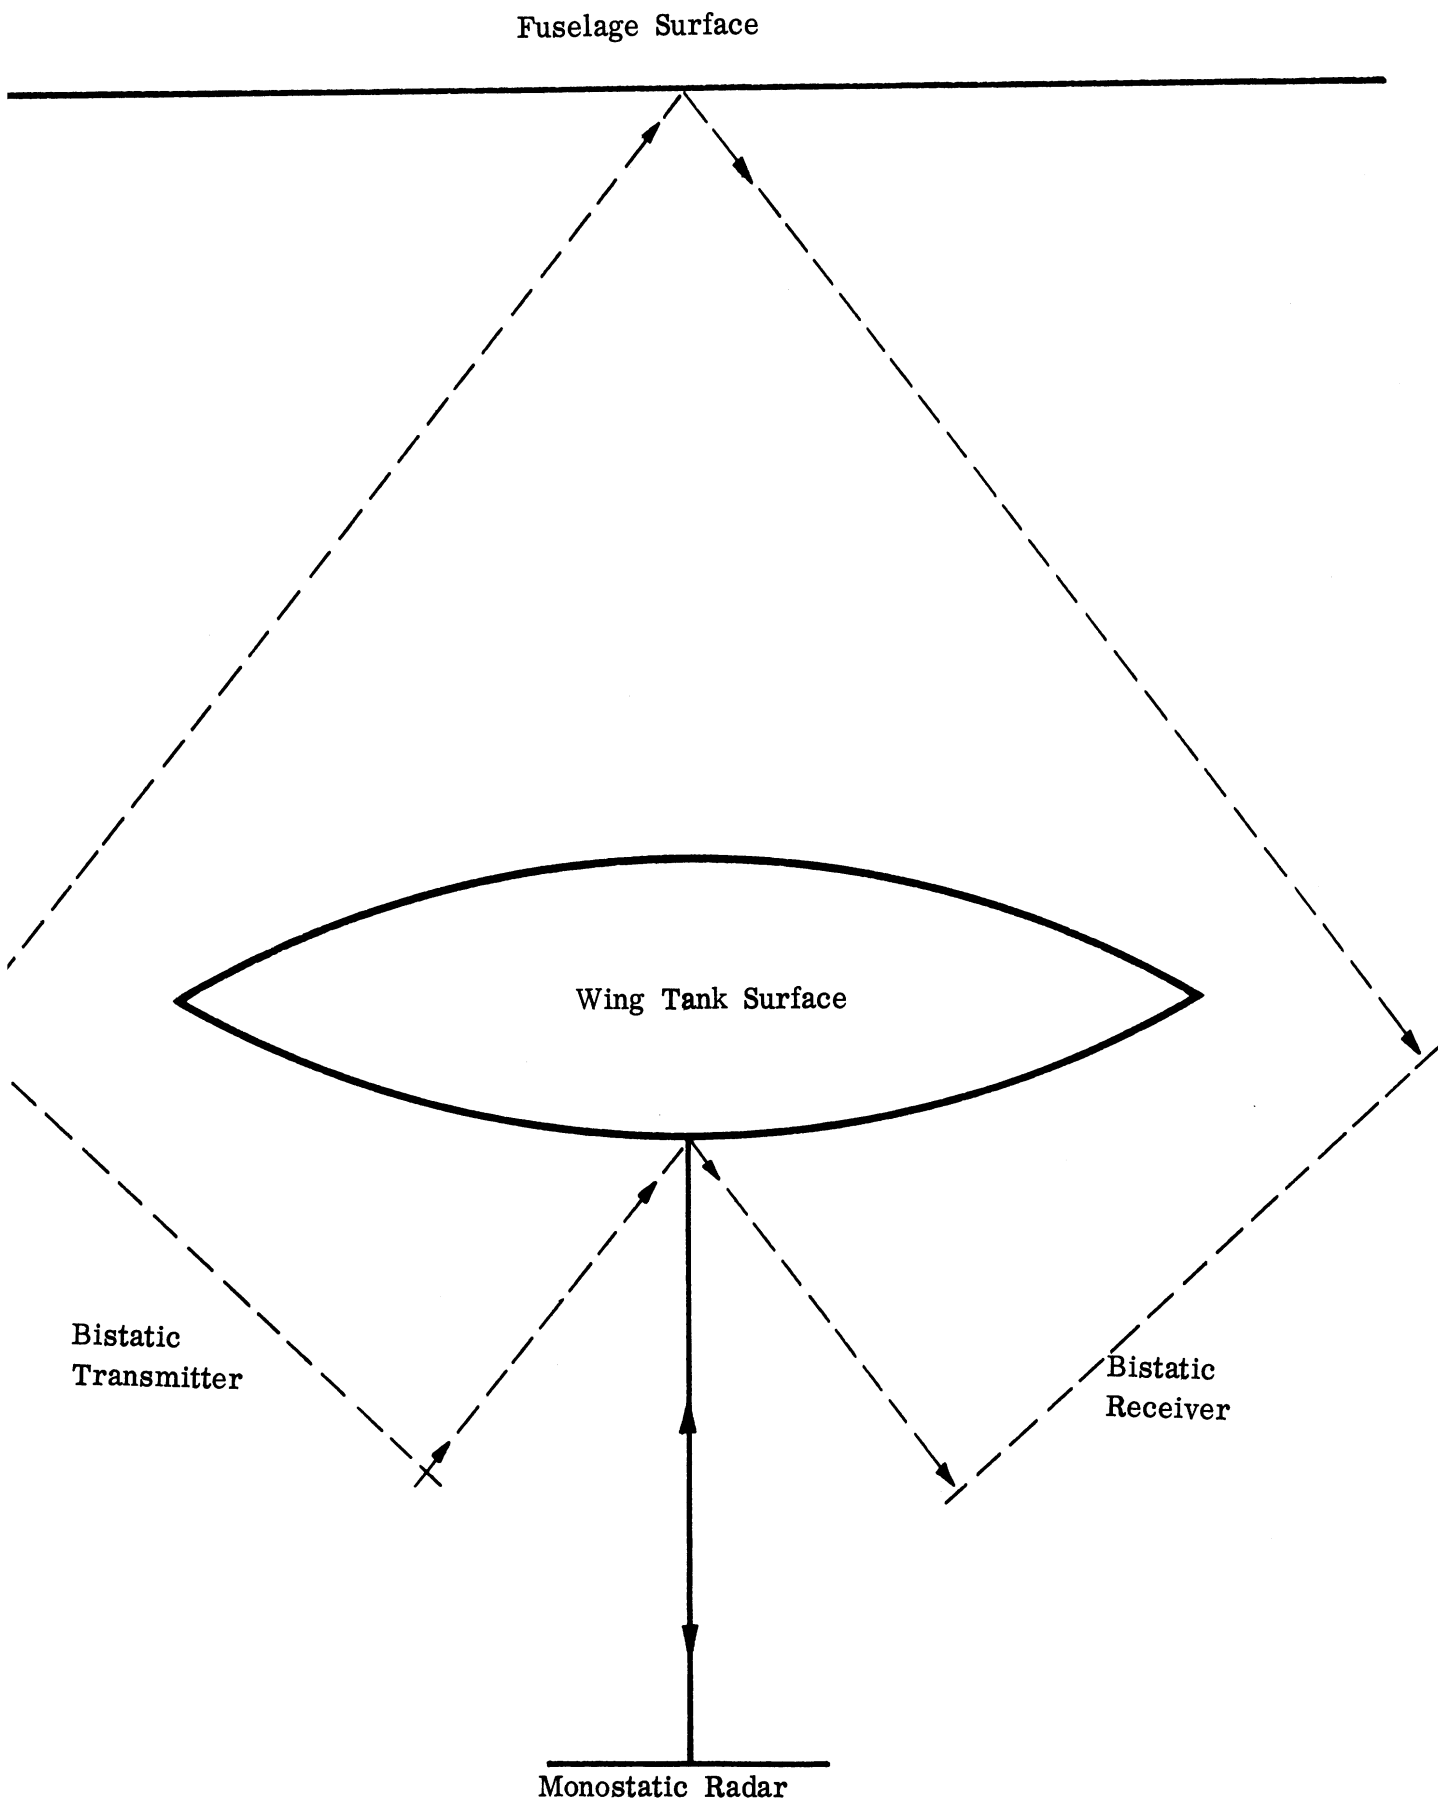 Fuselage Surface
Wing Tank Surface
Bistatic
Transmitter
Bistatic
Receiver
Monostatic Radar